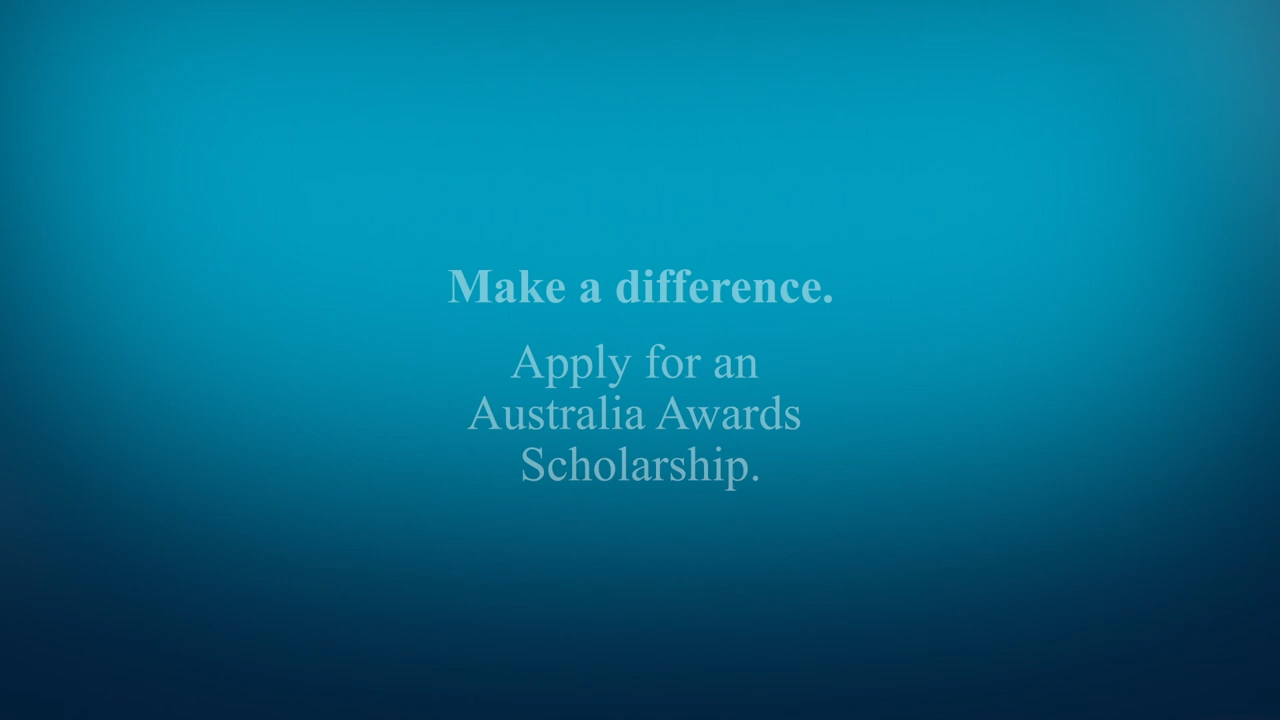 Make a difference.
Apply for an
Australia Awards
Scholarship.